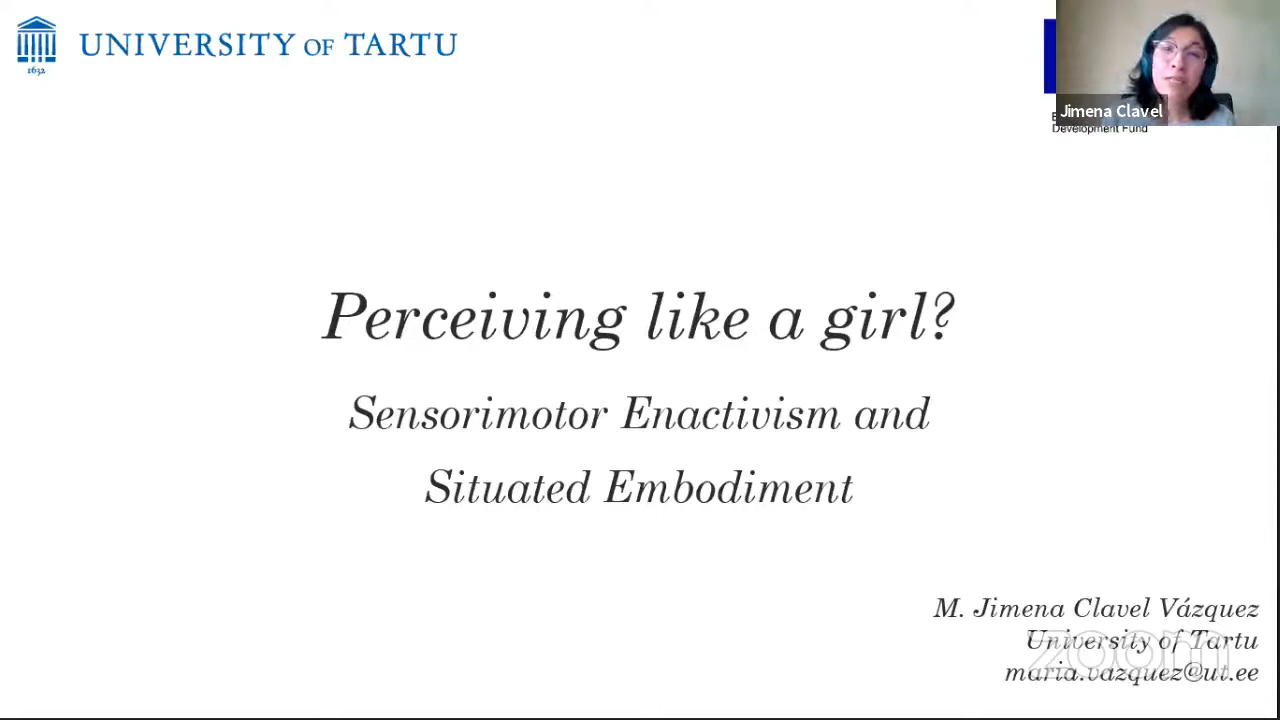 UNIVERSITY OF TARTU
1632
Jimena Clavel
Development Fund
Perceiving like a girl?
Sensorimotor Enactivism and
Situated Embodiment
M. Jimena Clavel Vázquez
University of Tartu
zoom
maria.vazquez@ut.ee